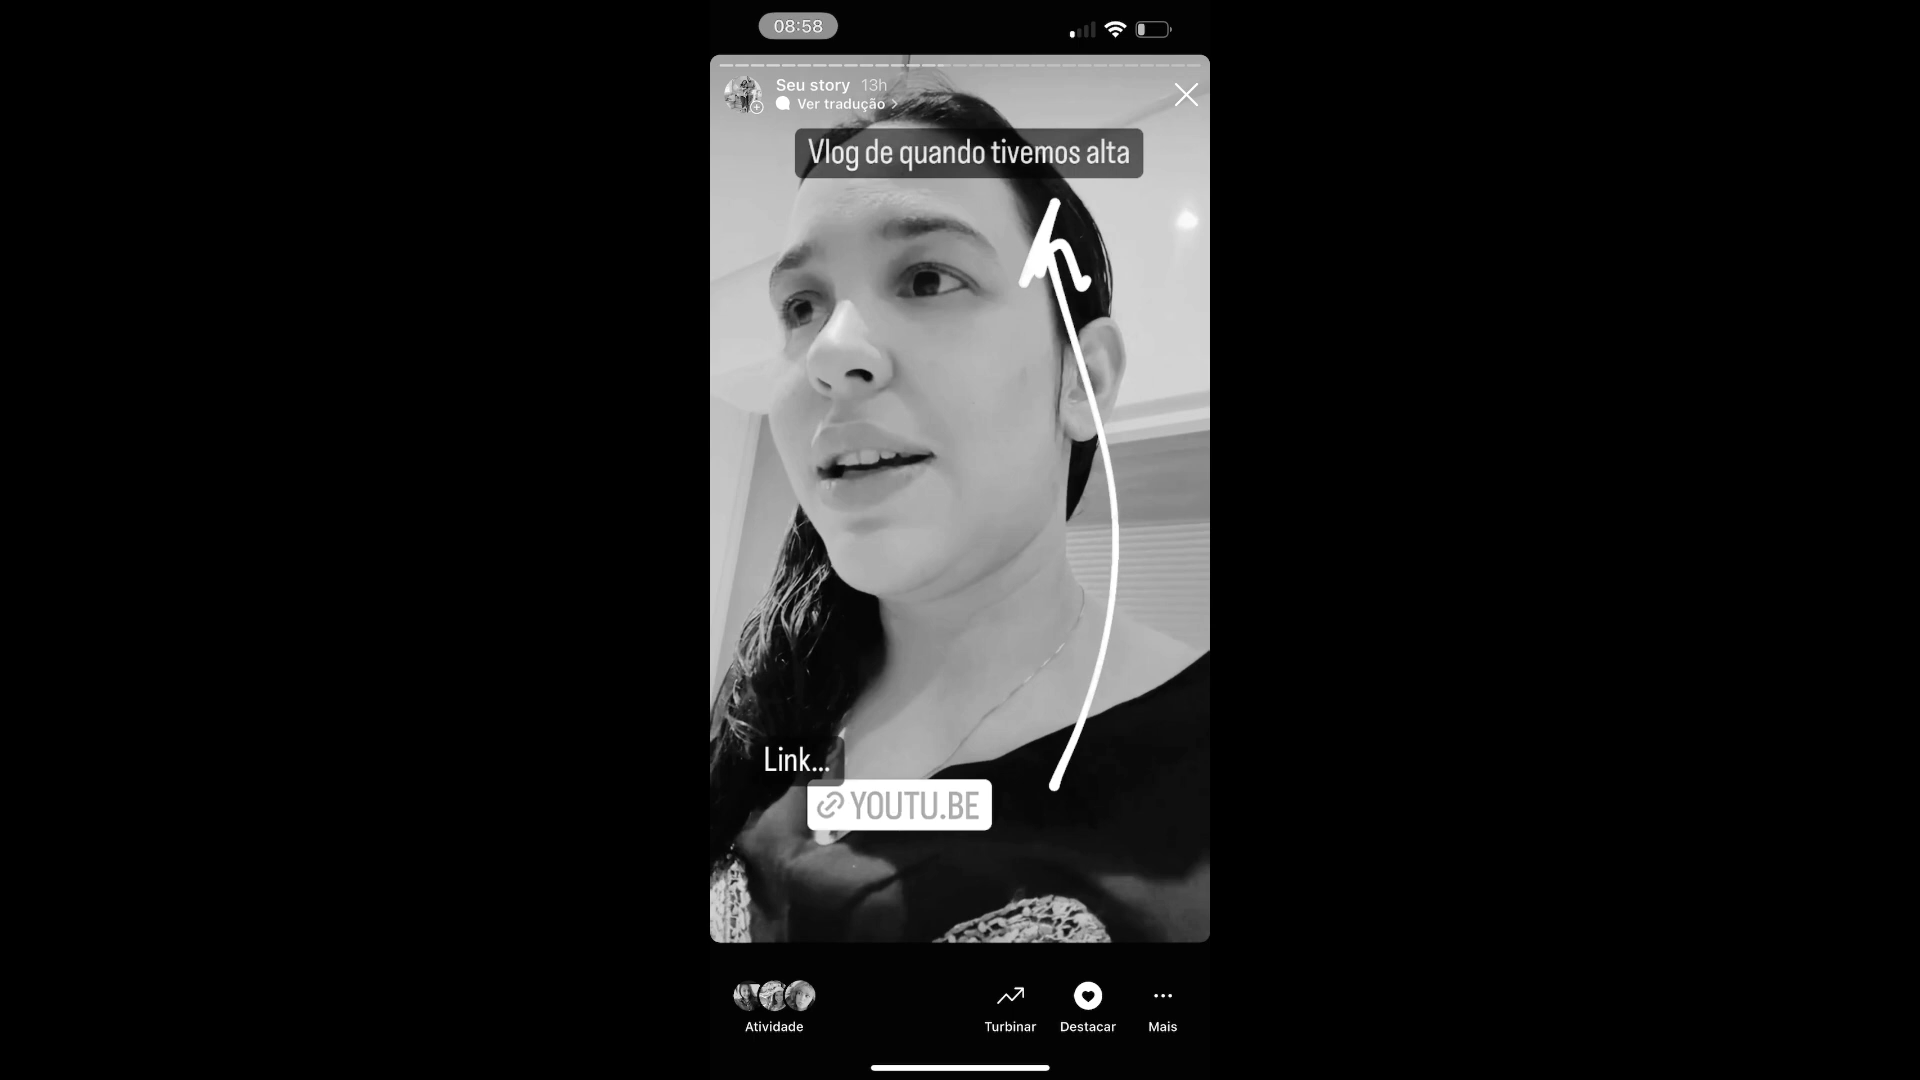 08:58
Seu story 13h
Ver tradução
Vlog de quando tivemos alta
Link...
YOUTU.BE
Atividade
Turbinar
Destacar
Mais